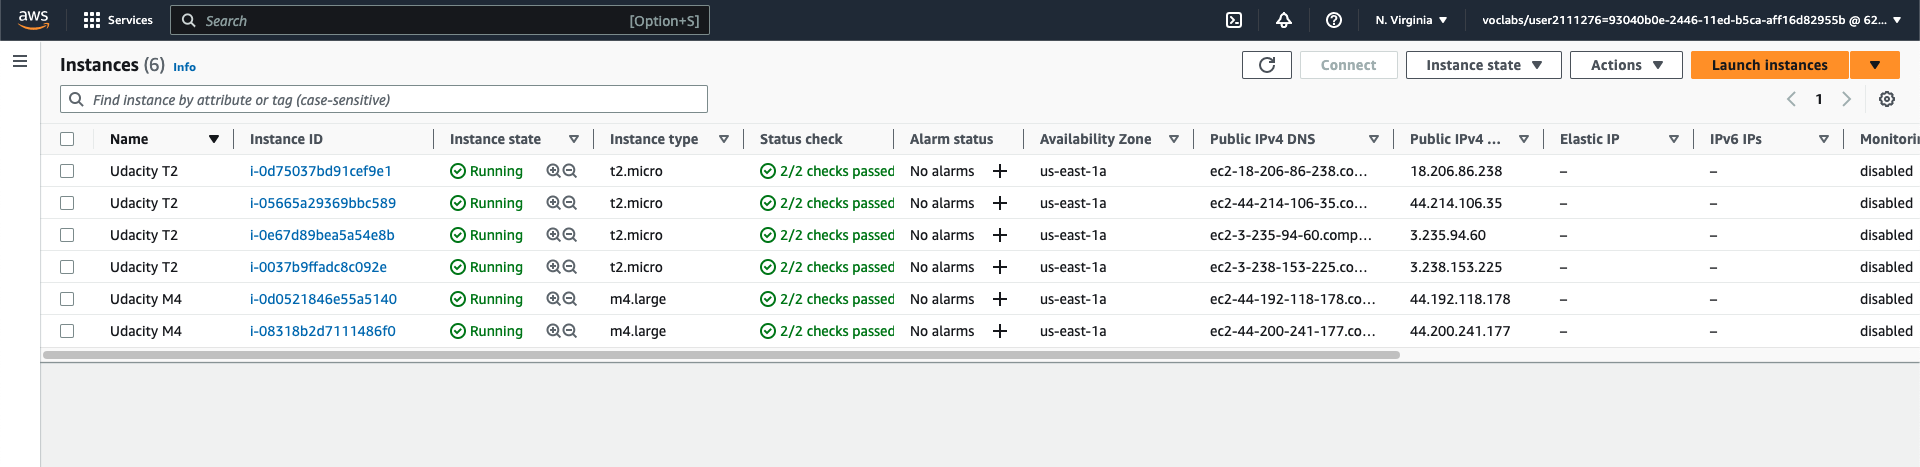 aws Services Search [Option+S] N. Virginia voclabs/user2111276=93040b0e-2446-11ed-b5ca-aff16d82955b @ 62...
Instances (6) Info Connect Instance state Actions Launch instances
Find instance by attribute or tag (case-sensitive) 1
Name Instance ID Instance state Instance type Status check Alarm status Availability Zone Public IPv4 DNS Public IPv4 ... Elastic IP IPv6 IPs Monitorin
Udacity T2 i-0d75037bd91cef9e1 Running t2.micro 2/2 checks passed No alarms + us-east-1a ec2-18-206-86-238.co... 18.206.86.238 – – disabled
Udacity T2 i-05665a29369bbc589 Running t2.micro 2/2 checks passed No alarms + us-east-1a ec2-44-214-106-35.co... 44.214.106.35 – – disabled
Udacity T2 i-0e67d89bea5a54e8b Running t2.micro 2/2 checks passed No alarms + us-east-1a ec2-3-235-94-60.comp... 3.235.94.60 – – disabled
Udacity T2 i-0037b9ffadc8c092e Running t2.micro 2/2 checks passed No alarms + us-east-1a ec2-3-238-153-225.co... 3.238.153.225 – – disabled
Udacity M4 i-0d0521846e55a5140 Running m4.large 2/2 checks passed No alarms + us-east-1a ec2-44-192-118-178.co... 44.192.118.178 – – disabled
Udacity M4 i-08318b2d7111486f0 Running m4.large 2/2 checks passed No alarms + us-east-1a ec2-44-200-241-177.co... 44.200.241.177 – – disabled